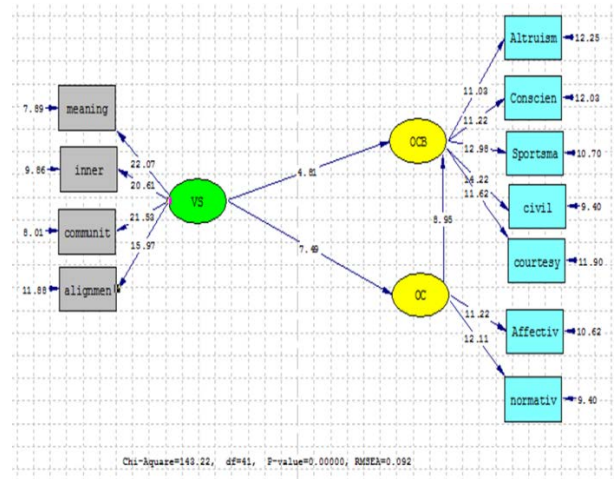 Altruism
12.25
11.03
7.89
meaning
Conscien
12.03
11.22
22.07
OCB
12.98
Sportsma
10.70
9.86
inner
4.81
14.22
20.61
11.62
civil
9.40
VS
communit
21.53
8.95
7.49
courtesy
11.90
15.97
11.88
alignmen
OC
11.22
Affectiv
10.62
12.11
normativ
9.40
Chi-Aquare=143.22, df=41, P-value=0.00000, RMSEA=0.092